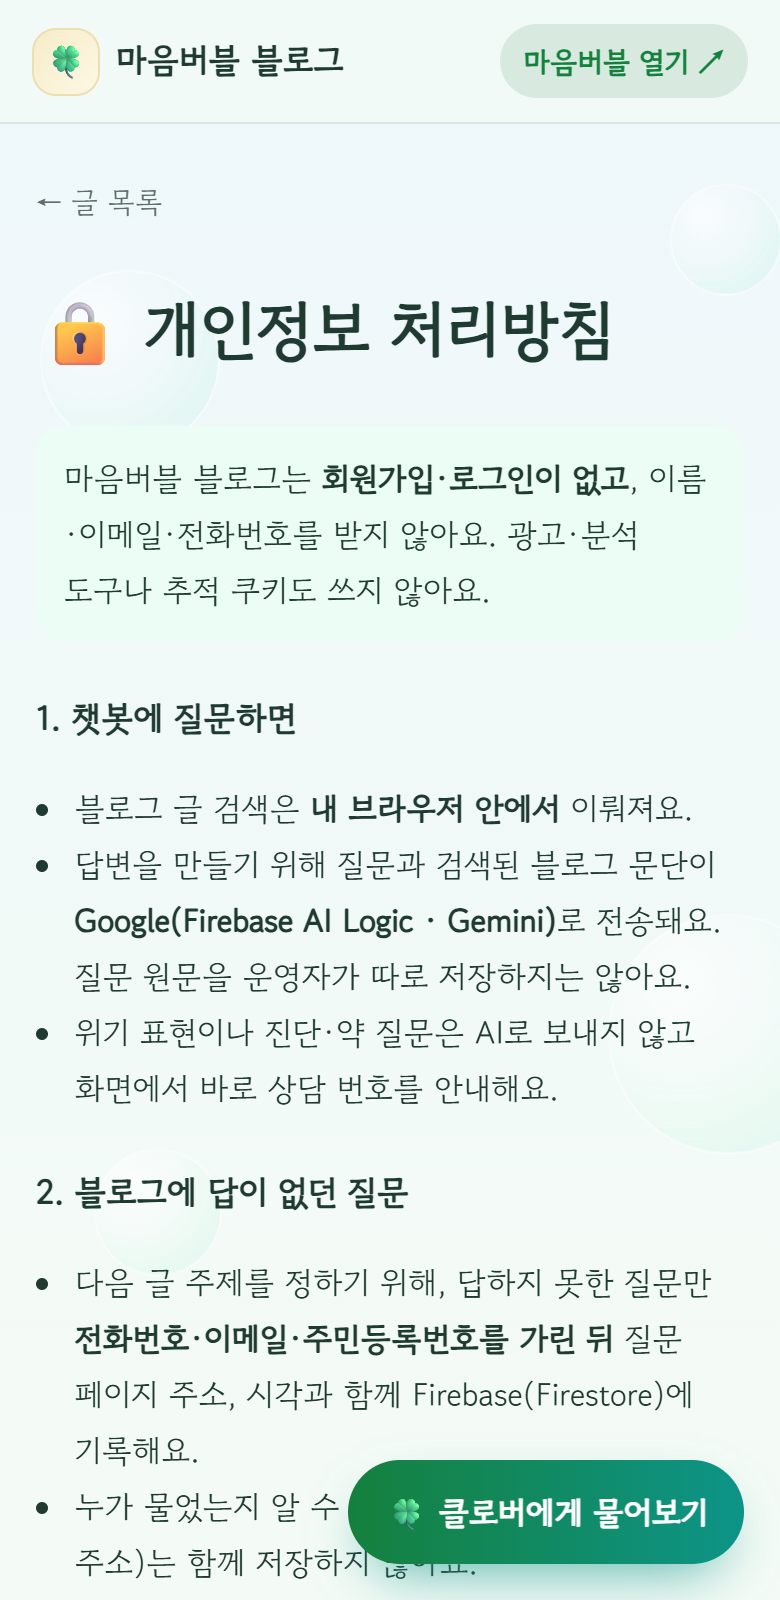 마음버블 블로그
마음버블 열기 ↗
← 글 목록
개인정보 처리방침
마음버블 블로그는 회원가입·로그인이 없고, 이름
·이메일·전화번호를 받지 않아요. 광고·분석
도구나 추적 쿠키도 쓰지 않아요.
1. 챗봇에 질문하면
• 블로그 글 검색은 내 브라우저 안에서 이뤄져요.
• 답변을 만들기 위해 질문과 검색된 블로그 문단이
Google(Firebase AI Logic · Gemini)로 전송돼요.
질문 원문을 운영자가 따로 저장하지는 않아요.
• 위기 표현이나 진단·약 질문은 AI로 보내지 않고
화면에서 바로 상담 번호를 안내해요.
2. 블로그에 답이 없던 질문
• 다음 글 주제를 정하기 위해, 답하지 못한 질문만
전화번호·이메일·주민등록번호를 가린 뒤 질문
페이지 주소, 시각과 함께 Firebase(Firestore)에
기록해요.
• 누가 물었는지 알 수
주소)는 함께 저장하지 않아요.
클로버에게 물어보기